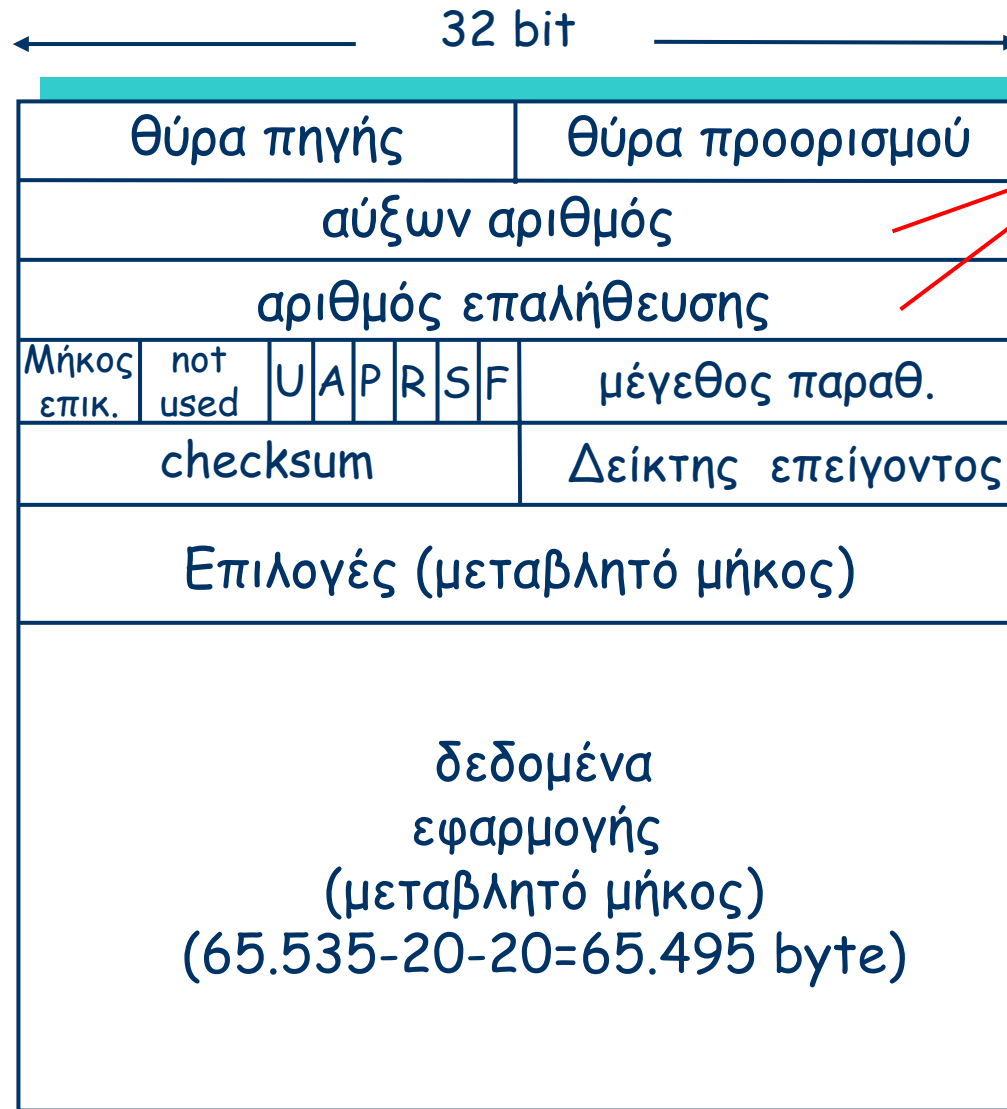 32 bit
θύρα πηγής
θύρα προορισμού
αύξων αριθμός
αριθμός επαλήθευσης
Μήκος
επικ.
not
used
U
A
P
R
S
F
μέγεθος παραθ.
checksum
Δείκτης επείγοντος
Επιλογές (μεταβλητό μήκος)
δεδομένα
εφαρμογής
(μεταβλητό μήκος)
(65.535-20-20=65.495 byte)